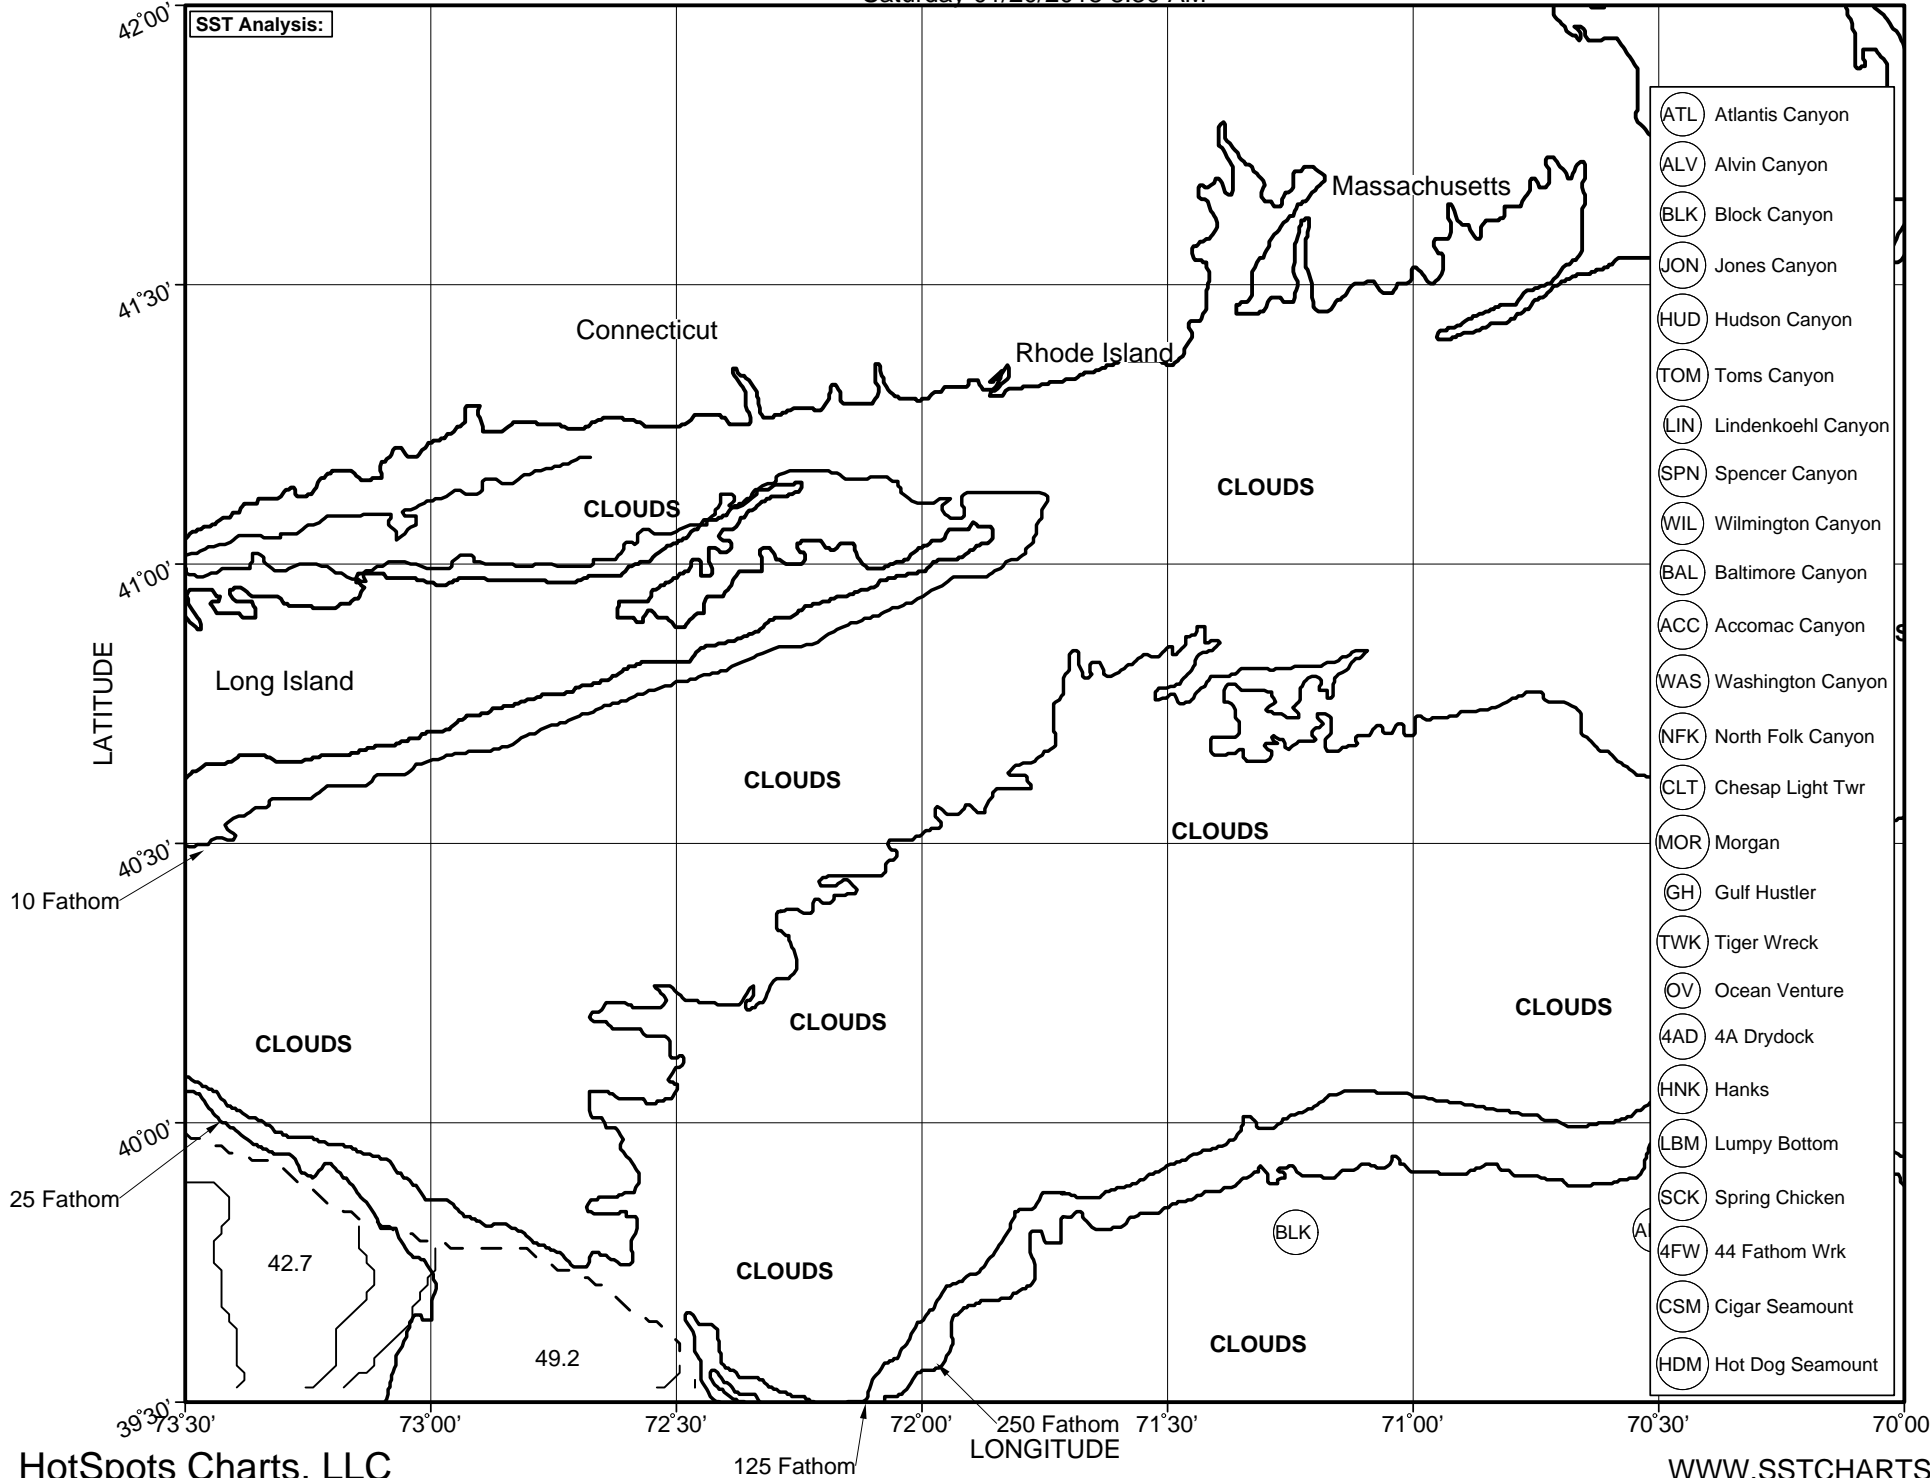 SST Analysis:
42°00'
41°30'
41°00'
40°30'
40°00'
39°30'
LATITUDE
Massachusetts
Connecticut
Rhode Island
CLOUDS
CLOUDS
Long Island
CLOUDS
CLOUDS
10 Fathom
CLOUDS
CLOUDS
CLOUDS
25 Fathom
BLK
42.7
CLOUDS
49.2
CLOUDS
ATL Atlantis Canyon
ALV Alvin Canyon
BLK Block Canyon
JON Jones Canyon
HUD Hudson Canyon
TOM Toms Canyon
LIN Lindenkoehl Canyon
SPN Spencer Canyon
WIL Wilmington Canyon
BAL Baltimore Canyon
ACC Accomac Canyon
WAS Washington Canyon
NFK North Folk Canyon
CLT Chesap Light Twr
MOR Morgan
GH Gulf Hustler
TWK Tiger Wreck
OV Ocean Venture
4AD 4A Drydock
HNK Hanks
LBM Lumpy Bottom
SCK Spring Chicken
4FW 44 Fathom Wrk
CSM Cigar Seamount
HDM Hot Dog Seamount
73°30' 73°00' 72°30' 72°00' 71°30' 71°00' 70°30' 70°00'
250 Fathom
LONGITUDE
125 Fathom
HotSpots Charts, LLC
WWW.SSTCHARTS